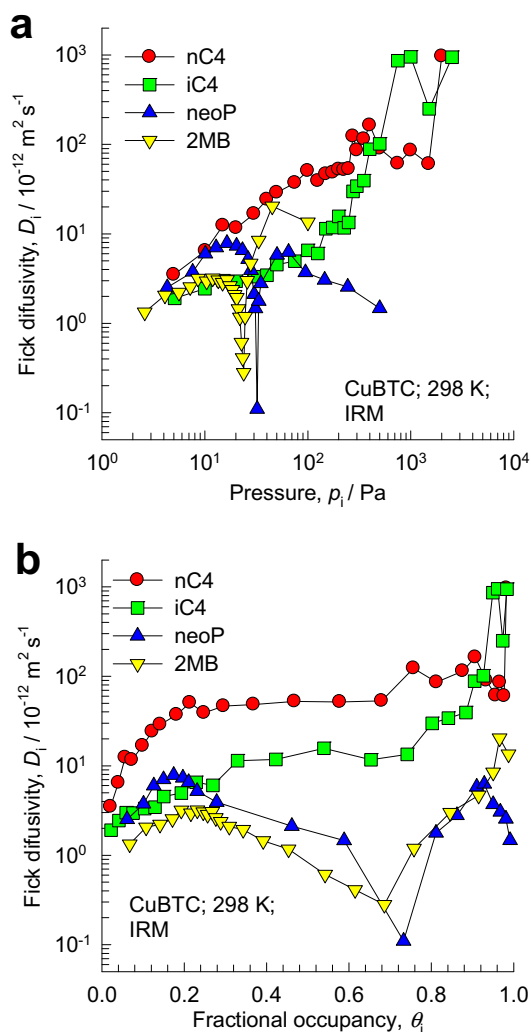 a
10³
10²
10¹
10⁰
10⁻¹
Fick difusivity, Dᵢ / 10⁻¹² m² s⁻¹
nC4
iC4
neoP
2MB
CuBTC; 298 K;
IRM
10⁰ 10¹ 10² 10³ 10⁴
Pressure, pᵢ / Pa
b
10³
10²
10¹
10⁰
10⁻¹
Fick difusivity, Dᵢ / 10⁻¹² m² s⁻¹
nC4
iC4
neoP
2MB
CuBTC; 298 K;
IRM
0.0 0.2 0.4 0.6 0.8 1.0
Fractional occupancy, θᵢ